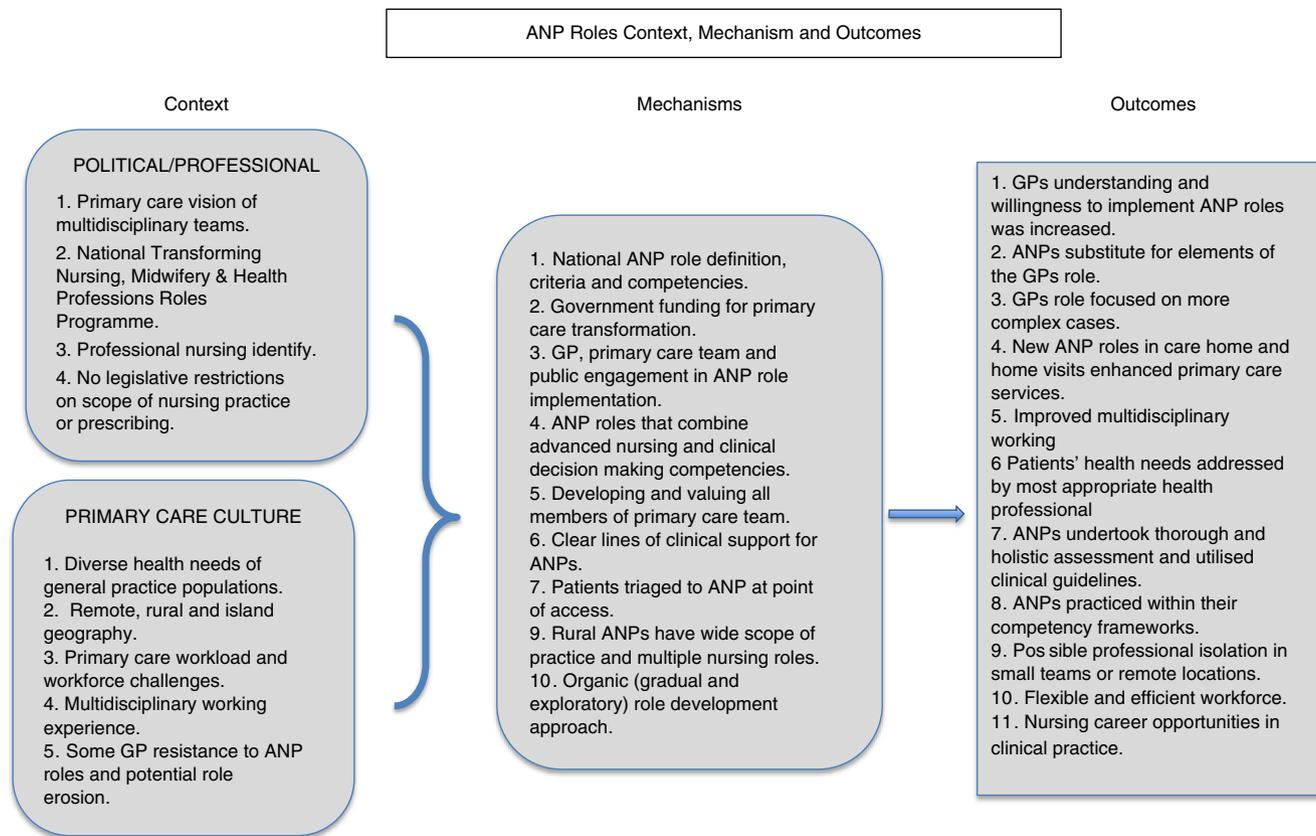 ANP Roles Context, Mechanism and Outcomes
Context
POLITICAL/PROFESSIONAL
1. Primary care vision of
multidisciplinary teams.
2. National Transforming
Nursing, Midwifery & Health
Professions Roles
Programme.
3. Professional nursing identify.
4. No legislative restrictions
on scope of nursing practice
or prescribing.
PRIMARY CARE CULTURE
1. Diverse health needs of
general practice populations.
2. Remote, rural and island
geography.
3. Primary care workload and
workforce challenges.
4. Multidisciplinary working
experience.
5. Some GP resistance to ANP
roles and potential role
erosion.
Mechanisms
1. National ANP role definition,
criteria and competencies.
2. Government funding for primary
care transformation.
3. GP, primary care team and
public engagement in ANP role
implementation.
4. ANP roles that combine
advanced nursing and clinical
decision making competencies.
5. Developing and valuing all
members of primary care team.
6. Clear lines of clinical support for
ANPs.
7. Patients triaged to ANP at point
of access.
9. Rural ANPs have wide scope of
practice and multiple nursing roles.
10. Organic (gradual and
exploratory) role development
approach.
Outcomes
1. GPs understanding and
willingness to implement ANP roles
was increased.
2. ANPs substitute for elements of
the GPs role.
3. GPs role focused on more
complex cases.
4. New ANP roles in care home and
home visits enhanced primary care
services.
5. Improved multidisciplinary
working
6 Patients' health needs addressed
by most appropriate health
professional
7. ANPs undertook thorough and
holistic assessment and utilised
clinical guidelines.
8. ANPs practiced within their
competency frameworks.
9. Pos sible professional isolation in
small teams or remote locations.
10. Flexible and efficient workforce.
11. Nursing career opportunities in
clinical practice.